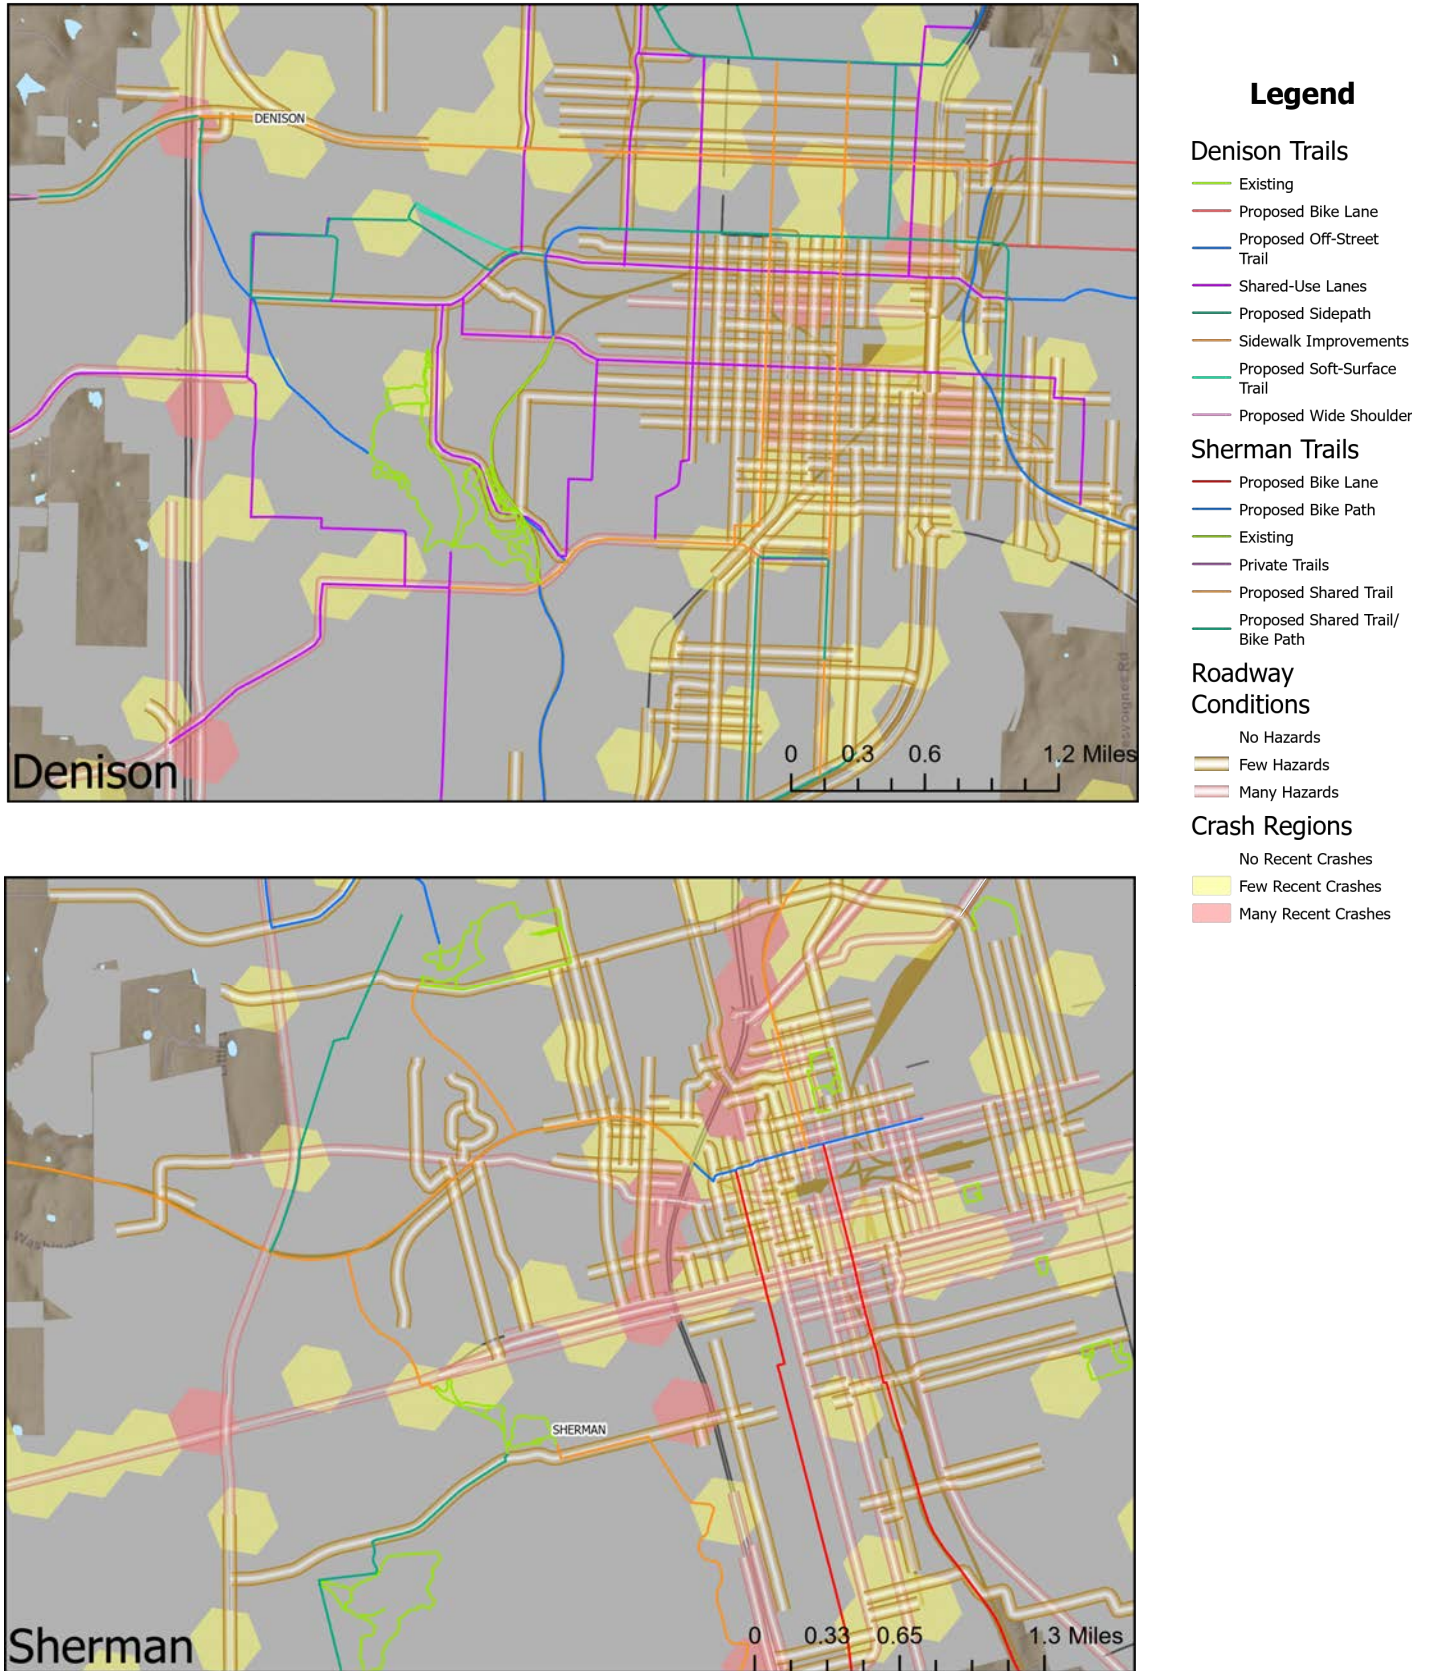 DENISON
Denison
0 0.3 0.6 1.2 Miles
Legend
Denison Trails
Existing
Proposed Bike Lane
Proposed Off-Street
Trail
Shared-Use Lanes
Proposed Sidepath
Sidewalk Improvements
Proposed Soft-Surface
Trail
Proposed Wide Shoulder
Sherman Trails
Proposed Bike Lane
Proposed Bike Path
Existing
Private Trails
Proposed Shared Trail
Proposed Shared Trail/
Bike Path
Roadway
Conditions
No Hazards
Few Hazards
Many Hazards
Crash Regions
No Recent Crashes
Few Recent Crashes
Many Recent Crashes
SHERMAN
Sherman
0 0.33 0.65 1.3 Miles